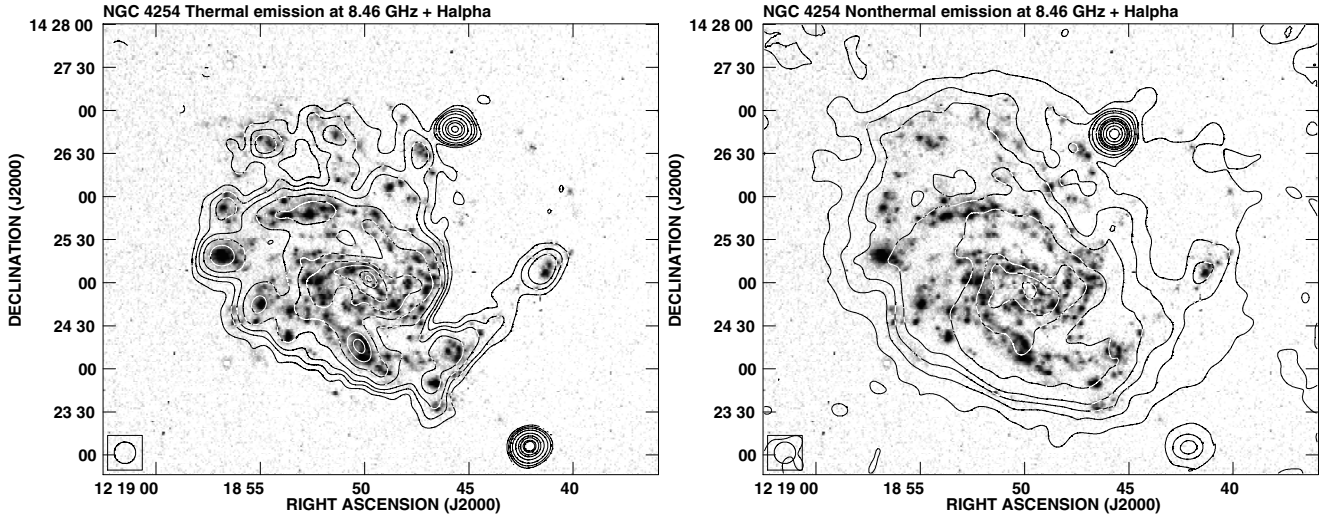 NGC 4254 Thermal emission at 8.46 GHz + Halpha
14 28 00
27 30
00
26 30
00
25 30
00
24 30
00
23 30
00
DECLINATION (J2000)
12 19 00
18 55
50
45
40
RIGHT ASCENSION (J2000)
NGC 4254 Nonthermal emission at 8.46 GHz + Halpha
14 28 00
27 30
00
26 30
00
25 30
00
24 30
00
23 30
00
DECLINATION (J2000)
12 19 00
18 55
50
45
40
RIGHT ASCENSION (J2000)